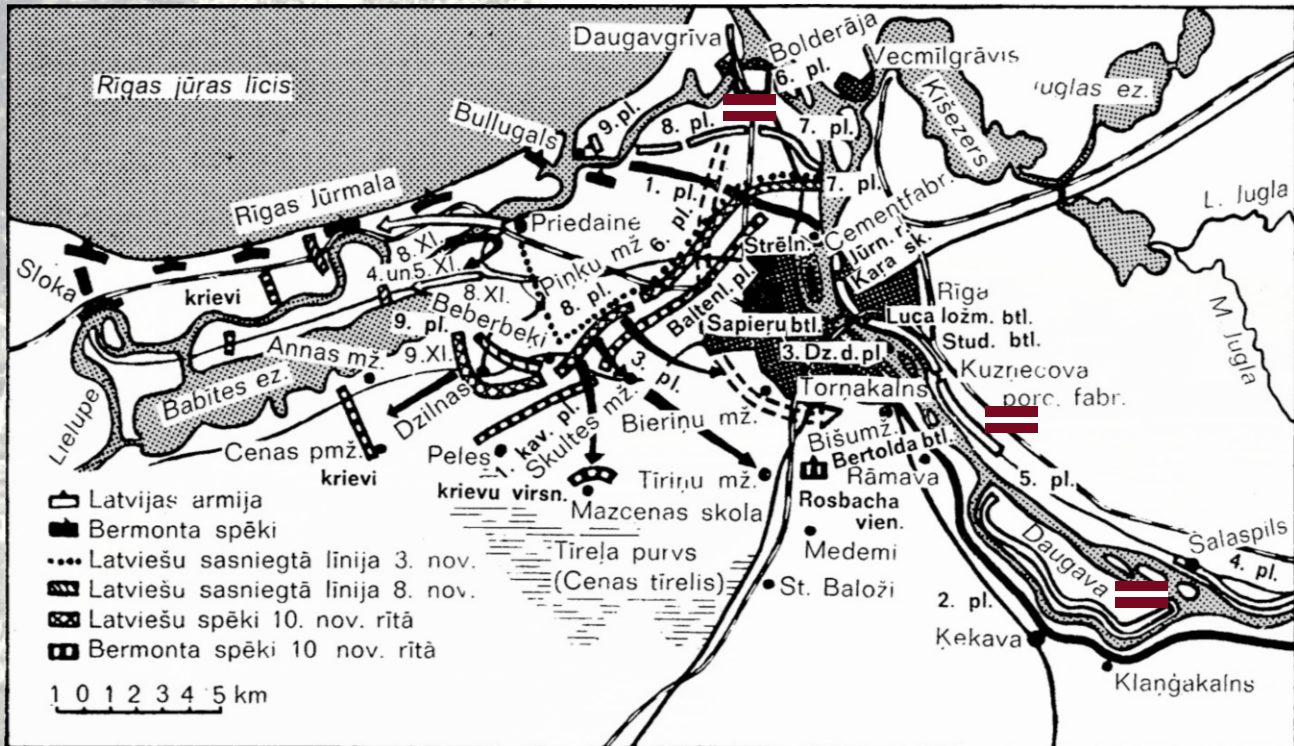 Daugavgrīva
Bolderāja
6. pl.
Vecmīlgrāvis
Rīgas jūras līcis
Ķīšezers
uglas ez.
Buļļugals
9. pl.
8. pl.
7. pl.
1. pl.
7. pl.
Rīgas Jūrmala
6. pl.
Cementfabr.
L. Jugla
Priedaine
8. XI.
4. un 5. XI.
Strēln.
Jūrn. r.
Kara sk.
Sloka
krievi
Piņķu mž
8. XI.
8. pl.
Baltenl. pl.
Beberbeķi
9. pl.
9. XI.
Rīga
Sapieru btl.
Luca ložm. btl.
Stud. btl.
M. Jugla
Annas mž.
3. pl.
3. Dz. d. pl
Torņakalns
Kuzņecova
porc. fabr.
Babītes ez.
Dzilnas
Lielupe
Skultes mž.
Bieriņu mž.
Bišumž.
Bertolda btl.
Cenas pmž.
krievi
Peles
1. kav. pl.
krievu virsn.
Tīriņu mž.
Rāmava
5. pl.
Mazcenas skola
Rosbacha
vien.
Medemi
Salaspils
4. pl.
Daugava
Tīreļa purvs
(Cenas tīrelis)
St. Baloži
2. pl.
Ķekava
Klaņģakalns
Latvijas armija
Bermonta spēki
Latviešu sasniegtā līnija 3. nov.
Latviešu sasniegtā līnija 8. nov.
Latviešu spēki 10. nov. rītā
Bermonta spēki 10 nov. rītā
1 0 1 2 3 4 5 km